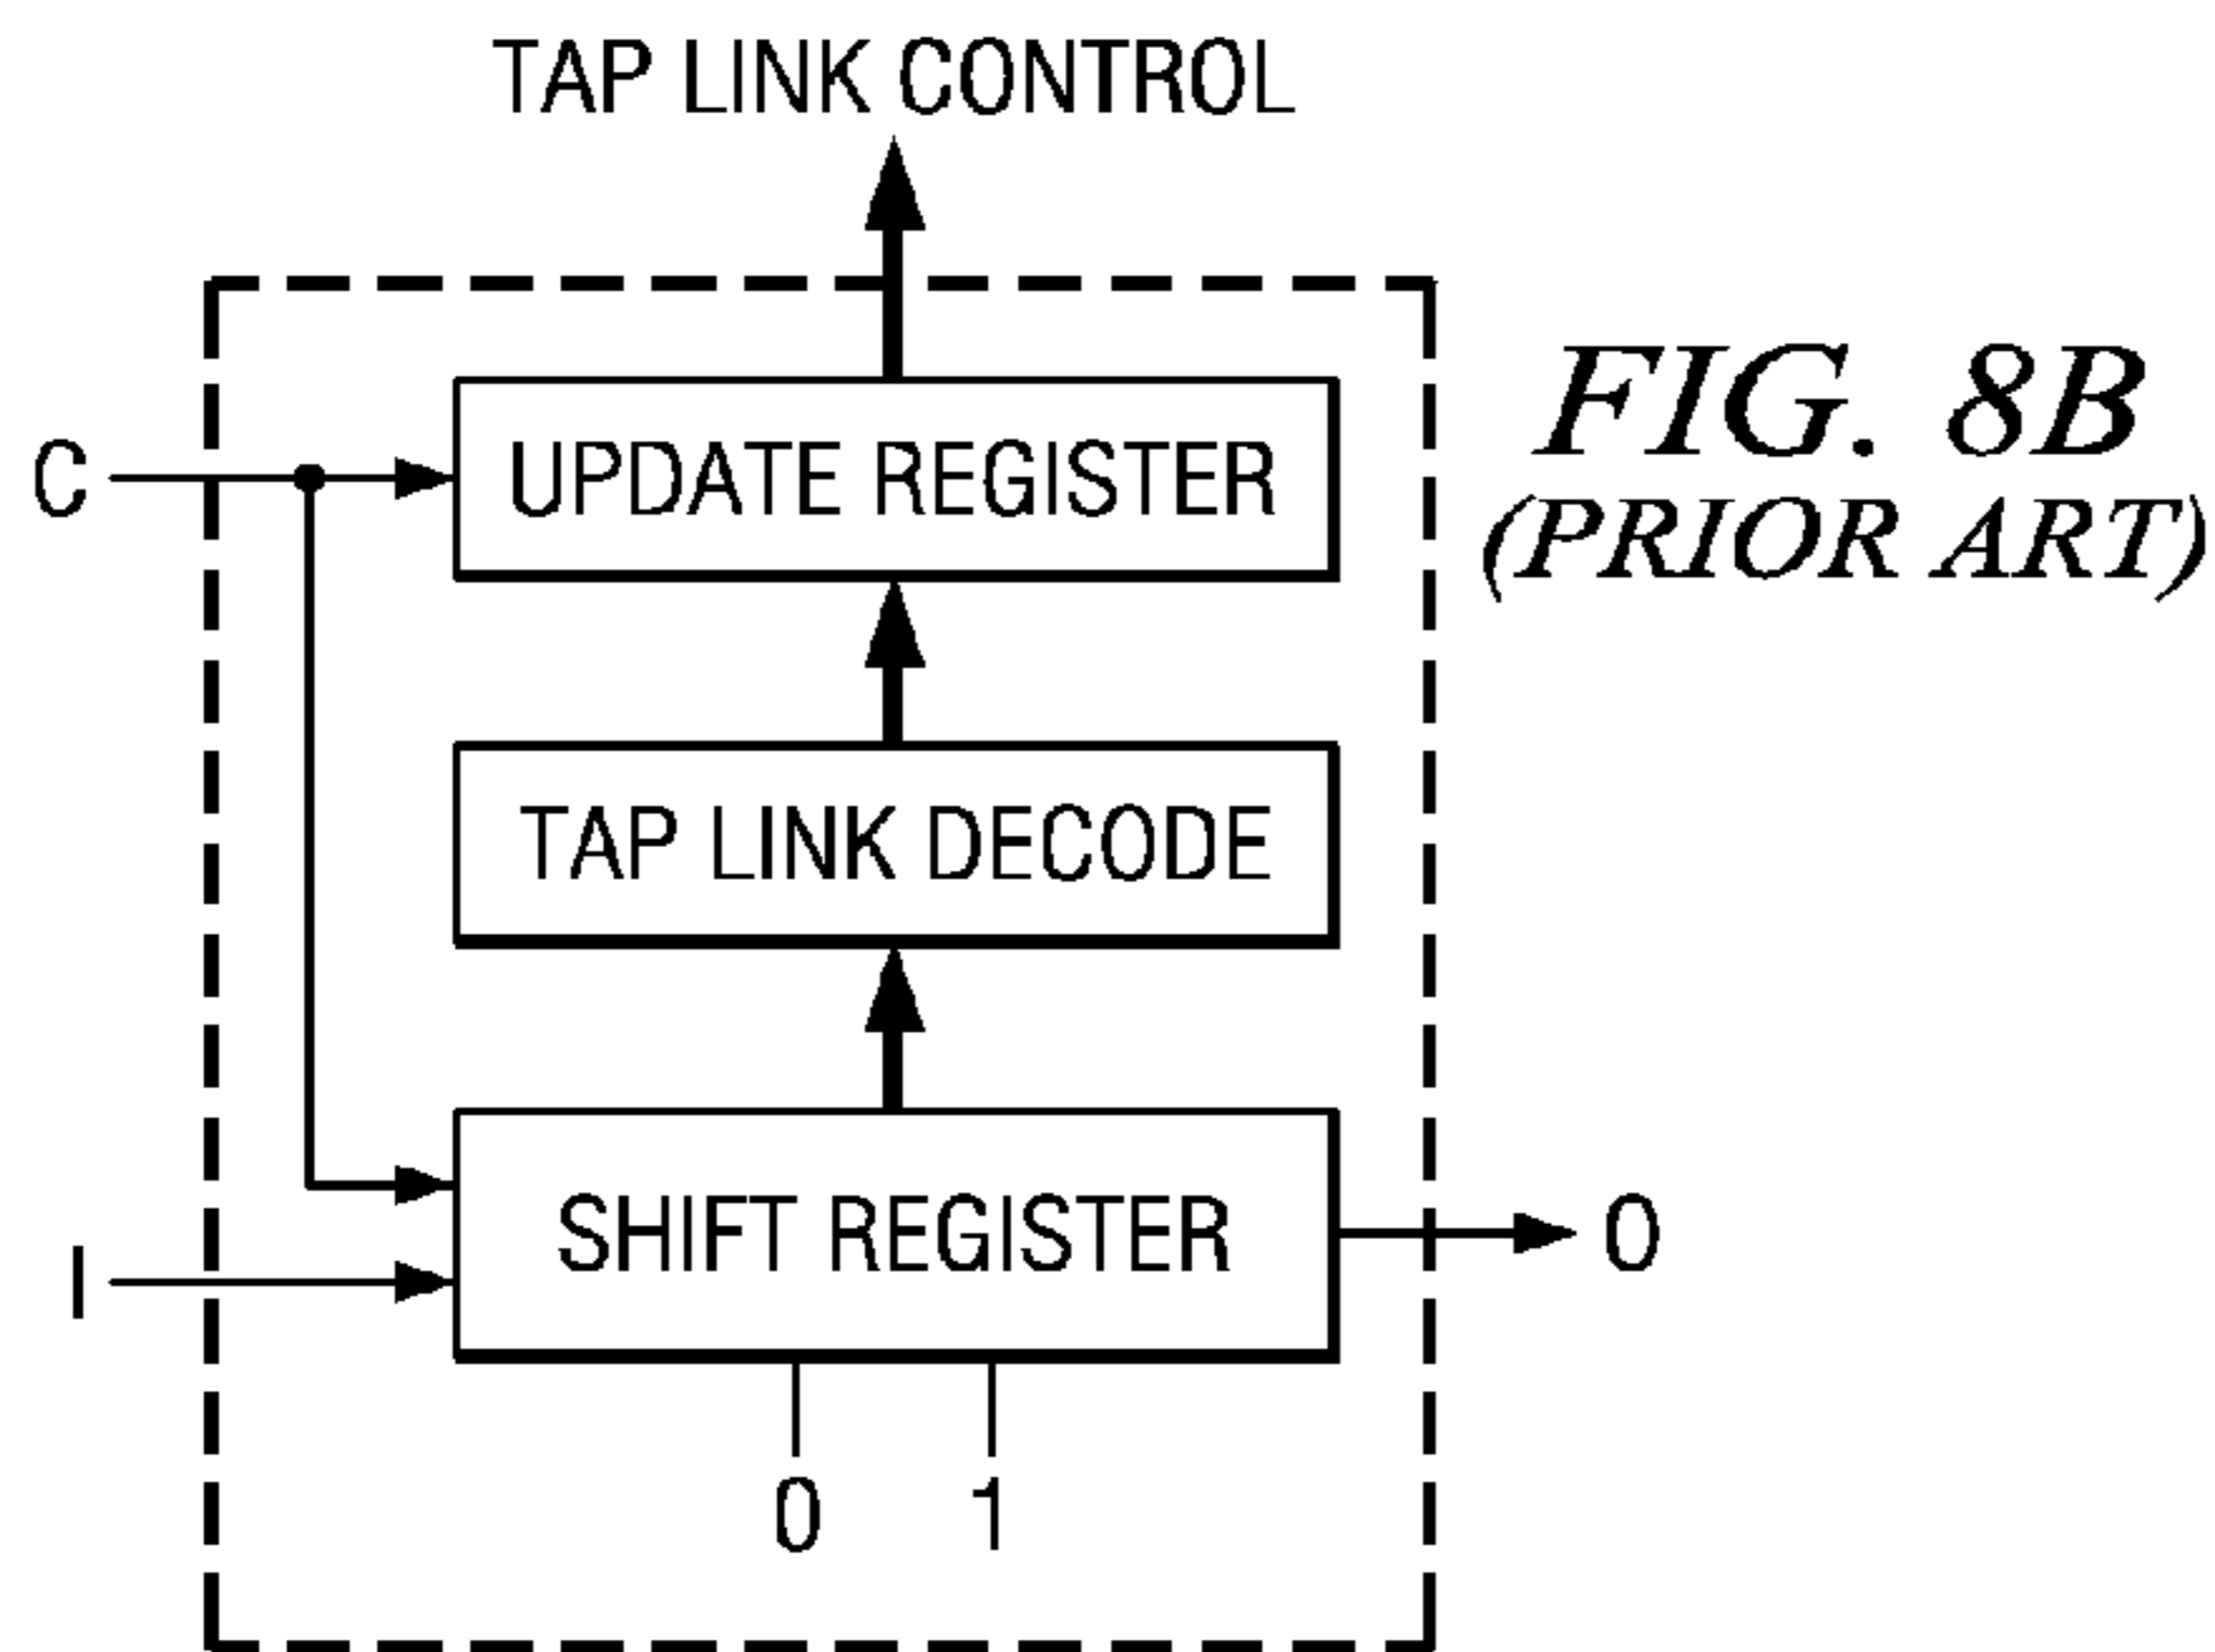 TAP LINK CONTROL
FIG. 8B
(PRIOR ART)
C
UPDATE REGISTER
TAP LINK DECODE
SHIFT REGISTER
I
O
0 1